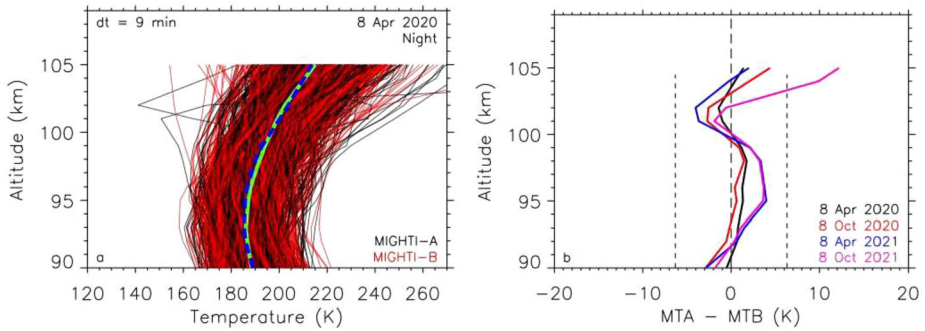 dt = 9 min
8 Apr 2020
Night
105
100
95
90
Altitude (km)
a
MIGHTI-A
MIGHTI-B
120 140 160 180 200 220 240 260
Temperature (K)
105
100
95
90
Altitude (km)
b
8 Apr 2020
8 Oct 2020
8 Apr 2021
8 Oct 2021
-20 -10 0 10 20
MTA - MTB (K)